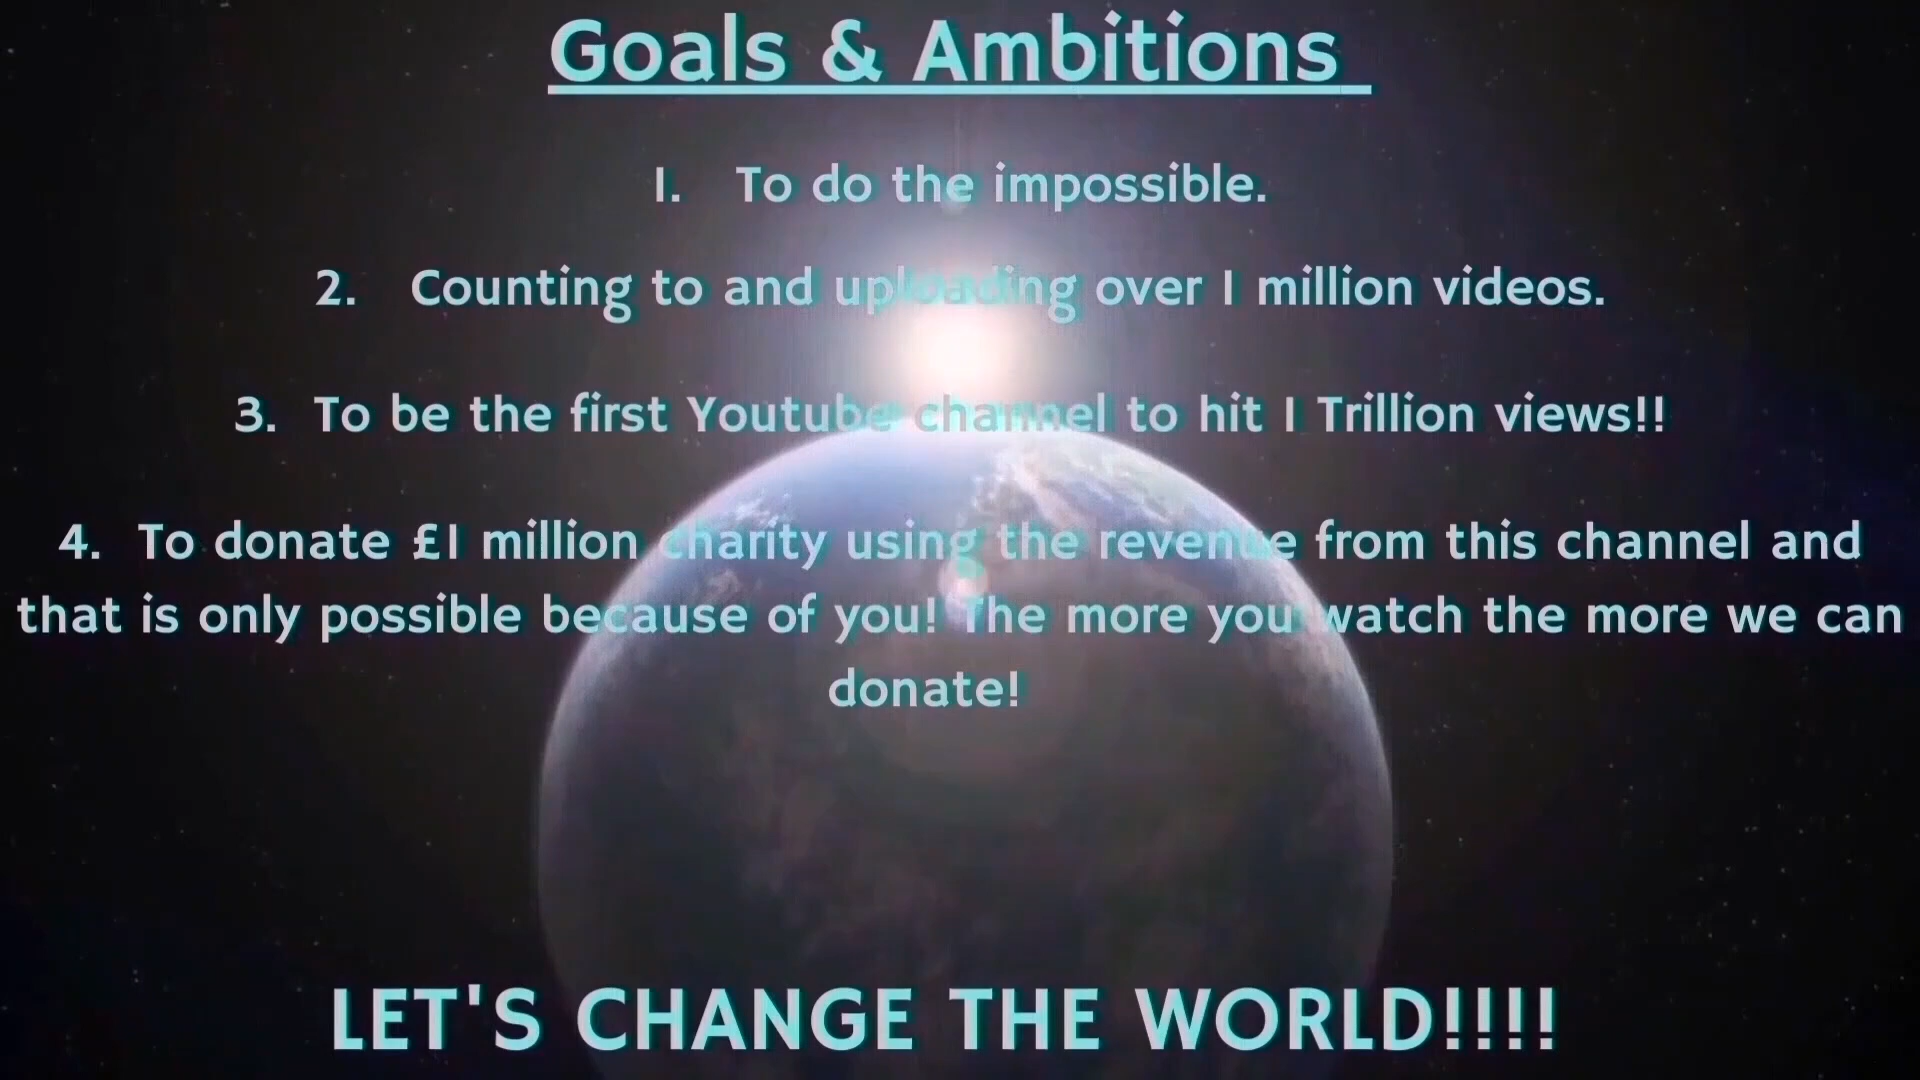 Goals & Ambitions
1. To do the impossible.
2. Counting to and uploading over 1 million videos.
3. To be the first Youtube channel to hit 1 Trillion views!!
4. To donate £1 million charity using the revenue from this channel and
that is only possible because of you! The more you watch the more we can
donate!
LET'S CHANGE THE WORLD!!!!